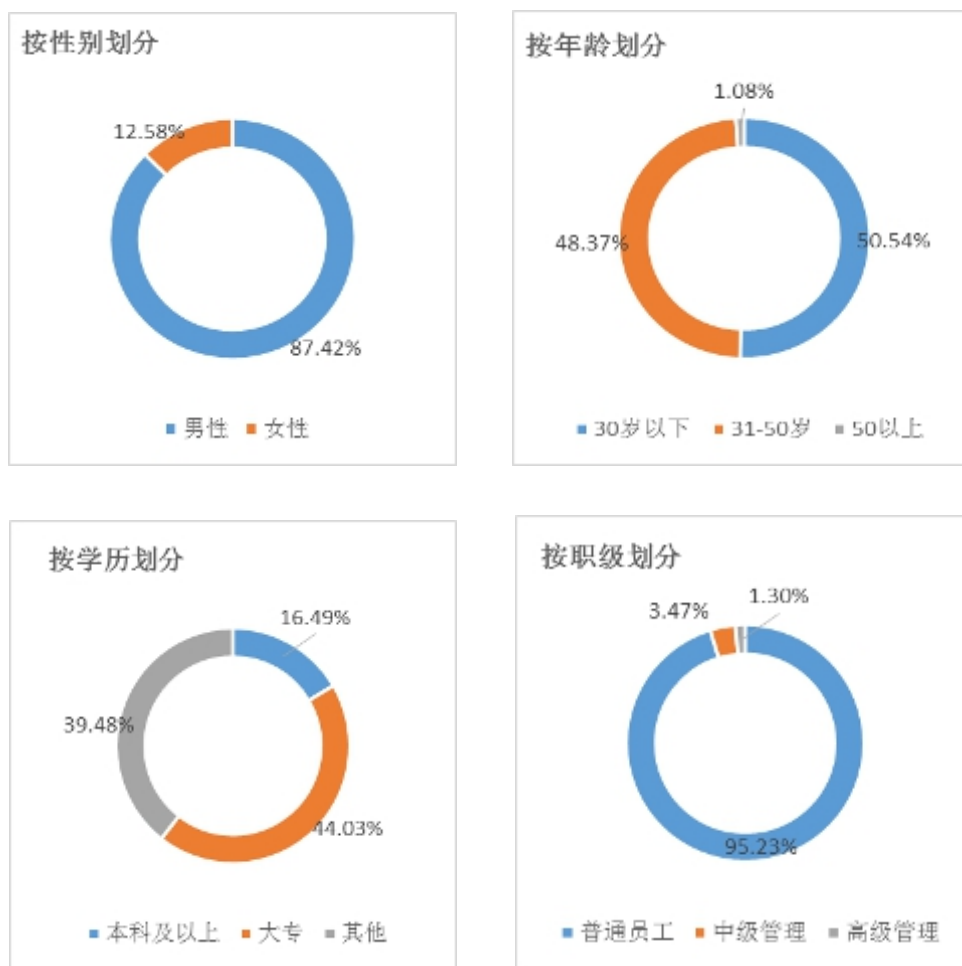 按性别划分
12.58%
87.42%
男性 女性
按年龄划分
1.08%
48.37%
50.54%
30岁以下 31-50岁 50以上
按学历划分
16.49%
39.48%
44.03%
本科及以上 大专 其他
按职级划分
1.30%
3.47%
95.23%
普通员工 中级管理 高级管理